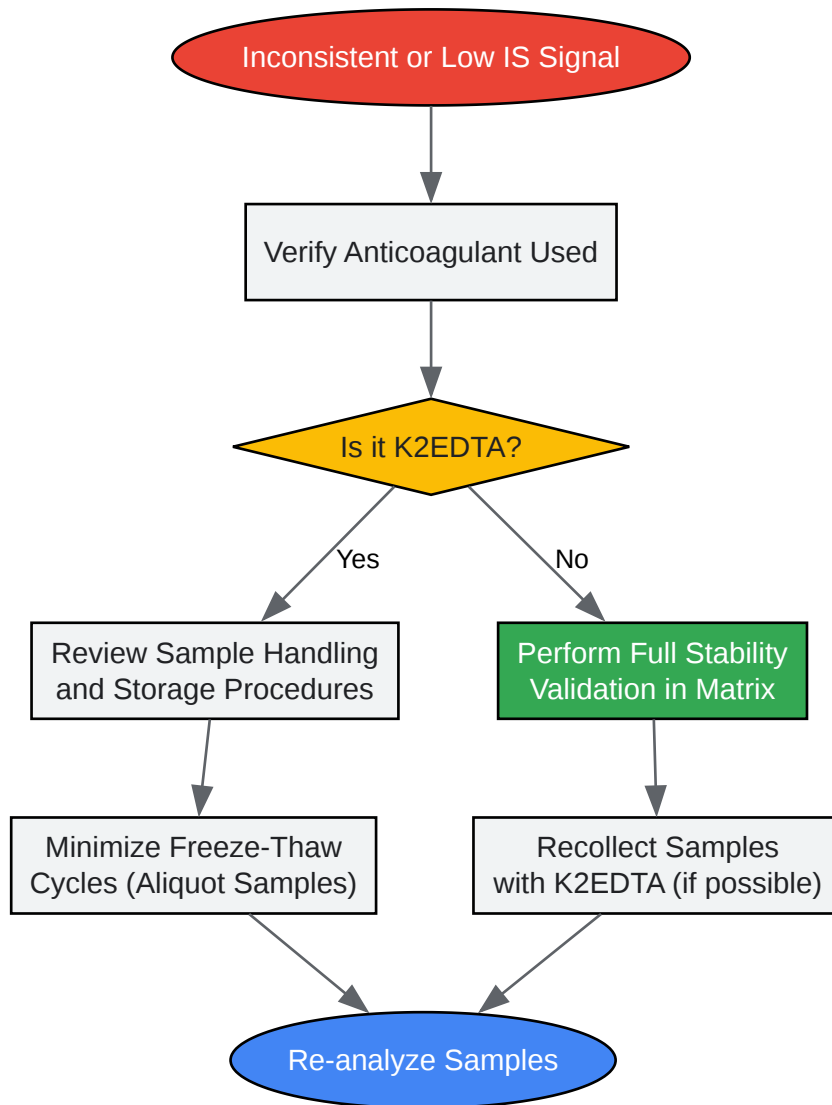 Inconsistent or Low IS Signal
Verify Anticoagulant Used
Is it K2EDTA?
Yes
No
Review Sample Handling
and Storage Procedures
Perform Full Stability
Validation in Matrix
Minimize Freeze-Thaw
Cycles (Aliquot Samples)
Recollect Samples
with K2EDTA (if possible)
Re-analyze Samples